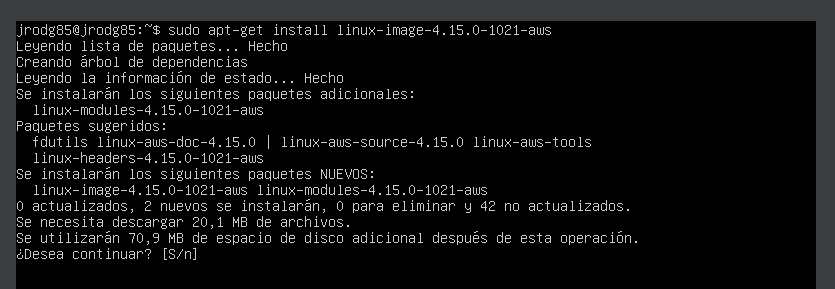 jrodg85@jrodg85:~$ sudo apt-get install linux-image-4.15.0-1021-aws
Leyendo lista de paquetes... Hecho
Creando árbol de dependencias
Leyendo la información de estado... Hecho
Se instalarán los siguientes paquetes adicionales:
  linux-modules-4.15.0-1021-aws
Paquetes sugeridos:
  fdutils linux-aws-doc-4.15.0 | linux-aws-source-4.15.0 linux-aws-tools
  linux-headers-4.15.0-1021-aws
Se instalarán los siguientes paquetes NUEVOS:
  linux-image-4.15.0-1021-aws linux-modules-4.15.0-1021-aws
0 actualizados, 2 nuevos se instalarán, 0 para eliminar y 42 no actualizados.
Se necesita descargar 20,1 MB de archivos.
Se utilizarán 70,9 MB de espacio de disco adicional después de esta operación.
¿Desea continuar? [S/n]